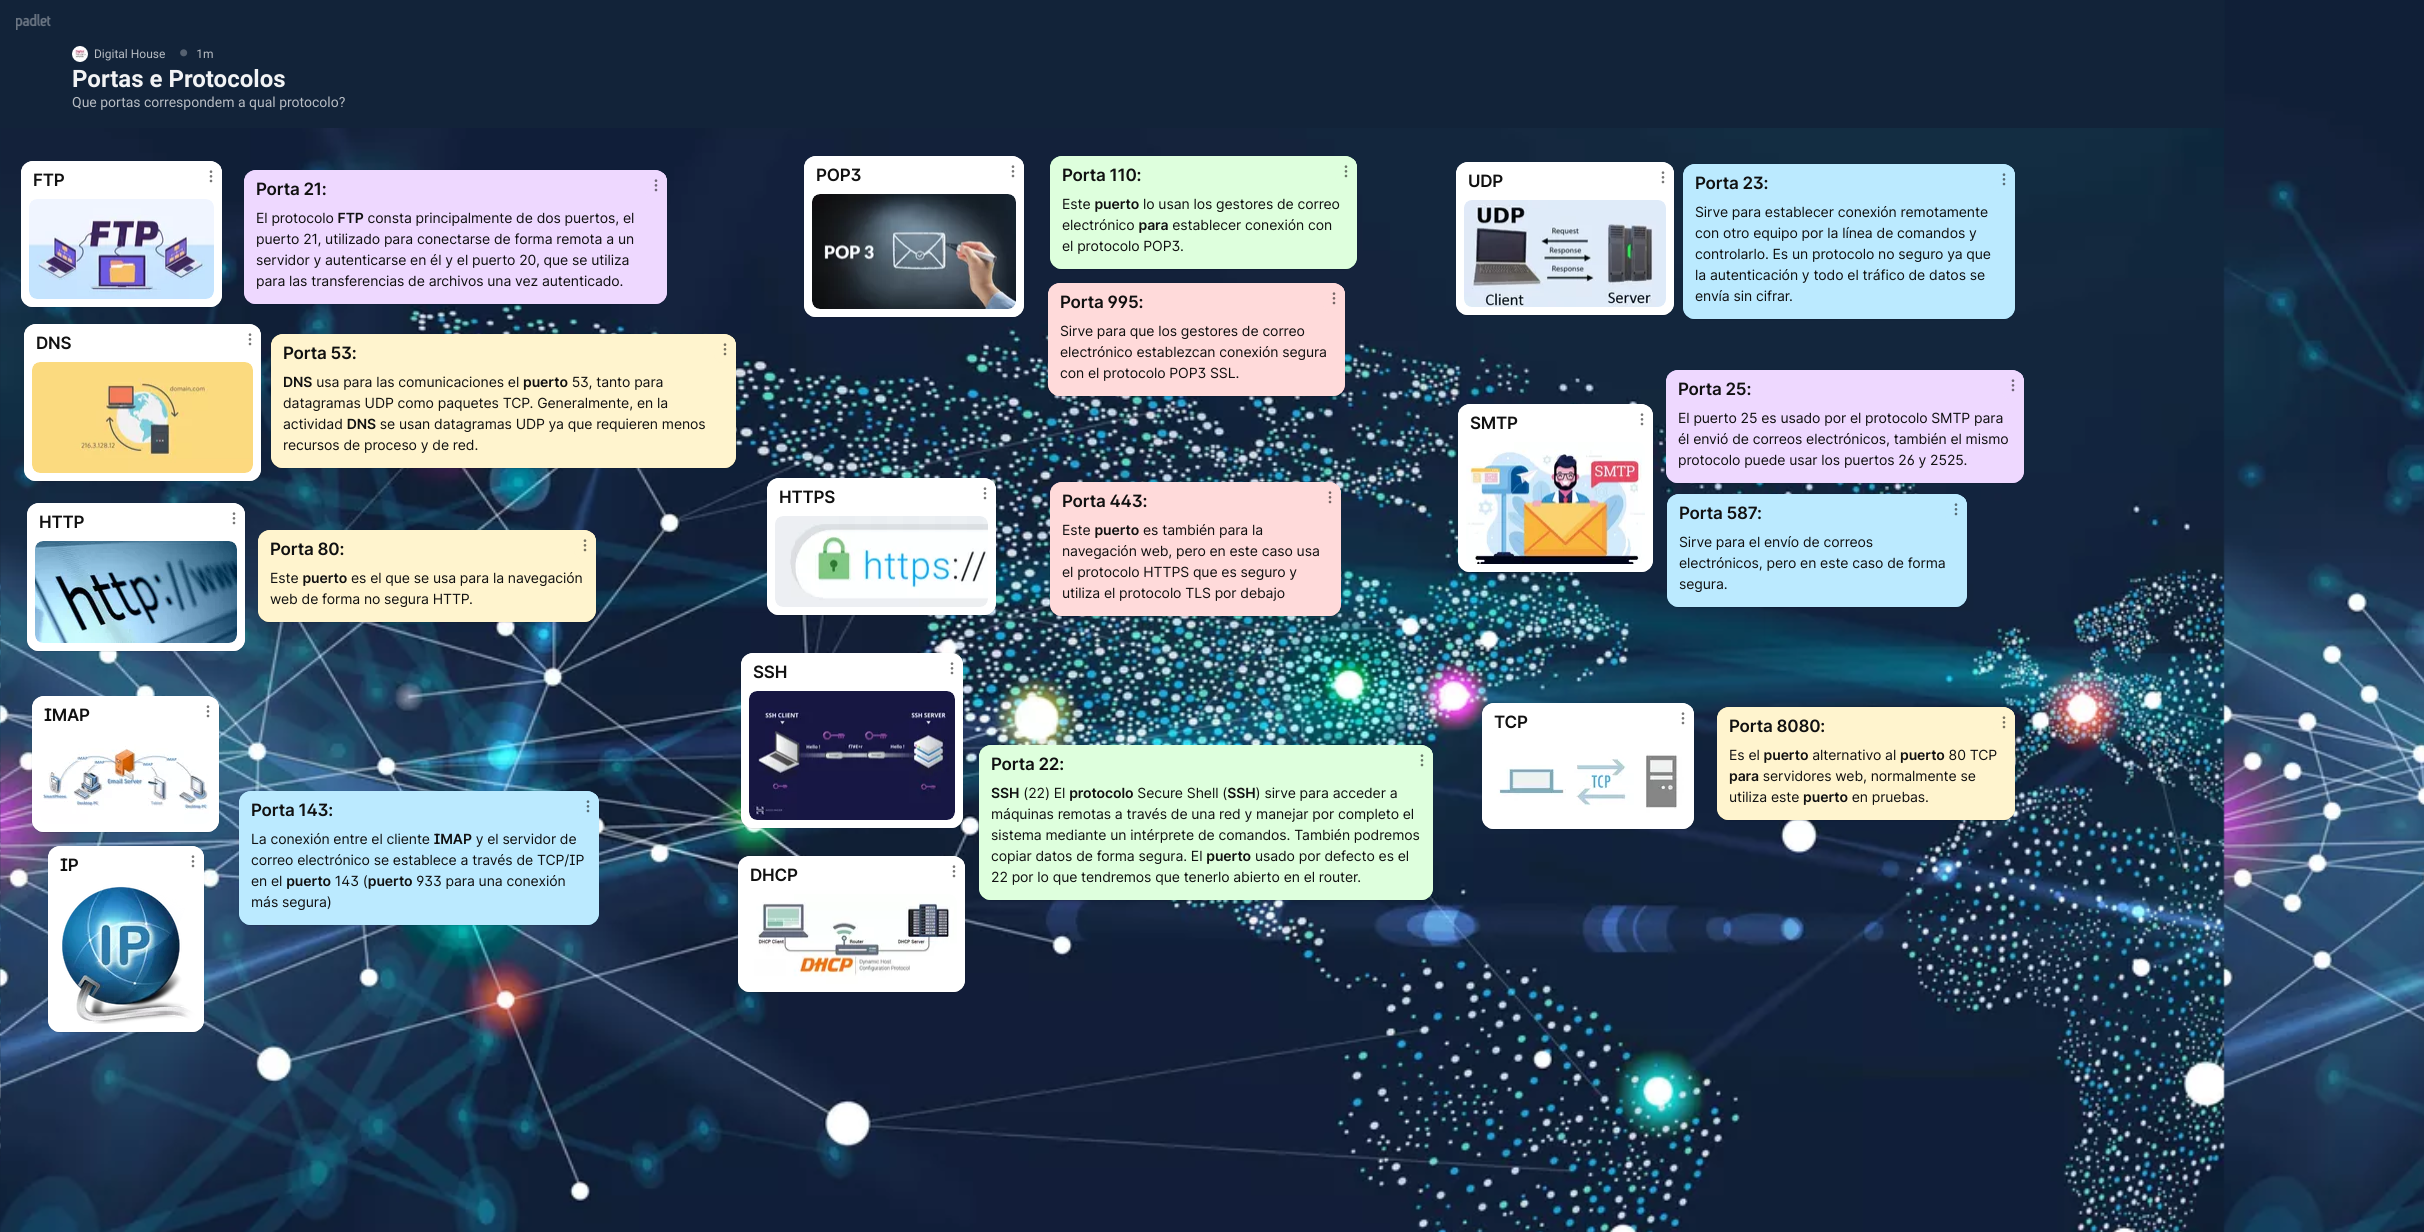 padlet
Digital House • 1m
Portas e Protocolos
Que portas correspondem a qual protocolo?
FTP
FTP
Porta 21:
El protocolo FTP consta principalmente de dos puertos, el
puerto 21, utilizado para conectarse de forma remota a un
servidor y autenticarse en él y el puerto 20, que se utiliza
para las transferencias de archivos una vez autenticado.
DNS
domain.com
216.3.128.12
Porta 53:
DNS usa para las comunicaciones el puerto 53, tanto para
datagramas UDP como paquetes TCP. Generalmente, en la
actividad DNS se usan datagramas UDP ya que requieren menos
recursos de proceso y de red.
HTTP
http://www
Porta 80:
Este puerto es el que se usa para la navegación
web de forma no segura HTTP.
IMAP
IMAP
IMAP
IMAP
IMAP
Email Server
SmartPhone
Desktop PC
Tablet
Desktop PC
Porta 143:
La conexión entre el cliente IMAP y el servidor de
correo electrónico se establece a través de TCP/IP
en el puerto 143 (puerto 933 para una conexión
más segura)
IP
IP
POP3
POP 3
Porta 110:
Este puerto lo usan los gestores de correo
electrónico para establecer conexión con
el protocolo POP3.
Porta 995:
Sirve para que los gestores de correo
electrónico establezcan conexión segura
con el protocolo POP3 SSL.
HTTPS
https://
Porta 443:
Este puerto es también para la
navegación web, pero en este caso usa
el protocolo HTTPS que es seguro y
utiliza el protocolo TLS por debajo
SSH
SSH CLIENT
SSH SERVER
Hello !
Hello !
Porta 22:
SSH (22) El protocolo Secure Shell (SSH) sirve para acceder a
máquinas remotas a través de una red y manejar por completo el
sistema mediante un intérprete de comandos. También podremos
copiar datos de forma segura. El puerto usado por defecto es el
22 por lo que tendremos que tenerlo abierto en el router.
DHCP
DHCP Client
Router
DHCP Server
DHCP
Dynamic Host
Configuration Protocol
UDP
UDP
Request
Response
Response
Client
Server
Porta 23:
Sirve para establecer conexión remotamente
con otro equipo por la línea de comandos y
controlarlo. Es un protocolo no seguro ya que
la autenticación y todo el tráfico de datos se
envía sin cifrar.
SMTP
SMTP
Porta 25:
El puerto 25 es usado por el protocolo SMTP para
él envió de correos electrónicos, también el mismo
protocolo puede usar los puertos 26 y 2525.
Porta 587:
Sirve para el envío de correos
electrónicos, pero en este caso de forma
segura.
TCP
TCP
Porta 8080:
Es el puerto alternativo al puerto 80 TCP
para servidores web, normalmente se
utiliza este puerto en pruebas.